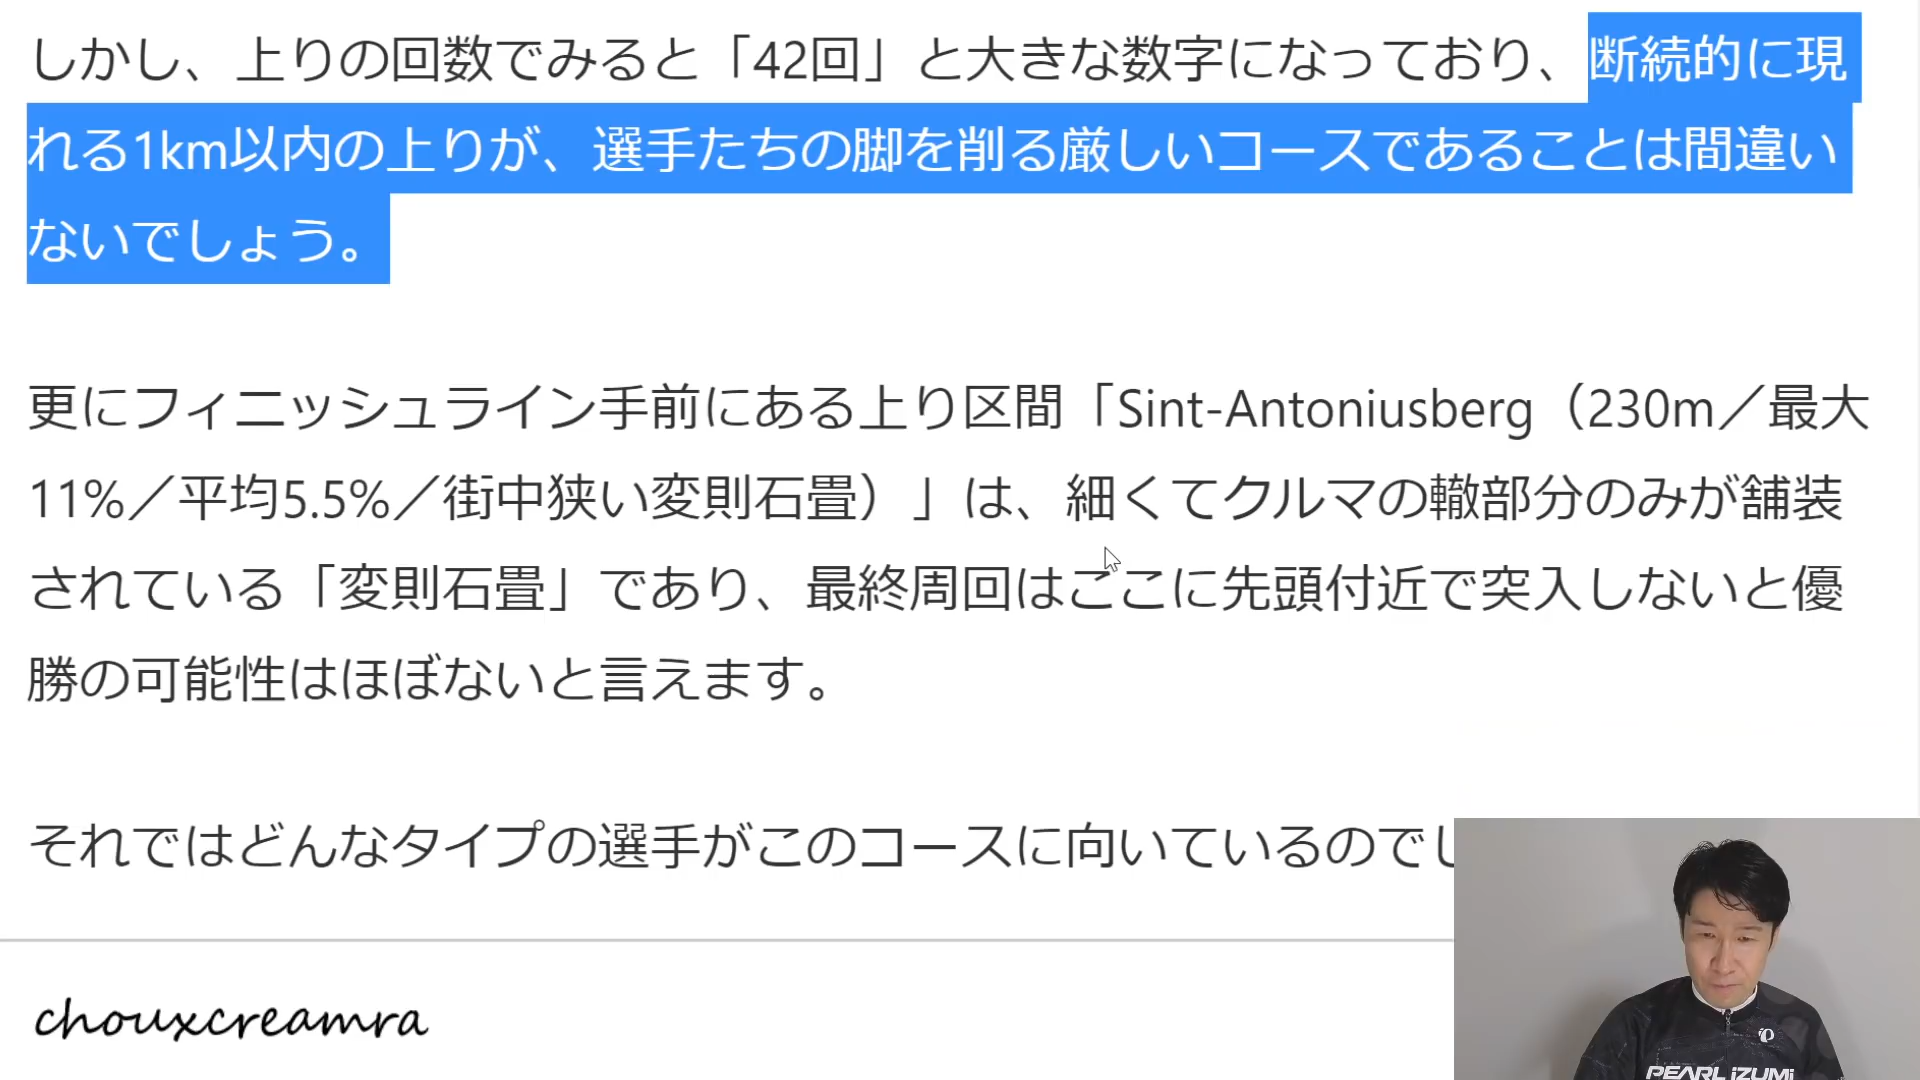 しかし、上りの回数でみると「42回」と大きな数字になっており、断続的に現
れる1km以内の上りが、選手たちの脚を削る厳しいコースであることは間違い
ないでしょう。
更にフィニッシュライン手前にある上り区間「Sint-Antoniusberg（230m／最大
11%／平均5.5%／街中狭い変則石畳）」は、細くてクルマの轍部分のみが舗装
されている「変則石畳」であり、最終周回はここに先頭付近で突入しないと優
勝の可能性はほぼないと言えます。
それではどんなタイプの選手がこのコースに向いているのでし
chouxcreamra
PEARL iZUMi